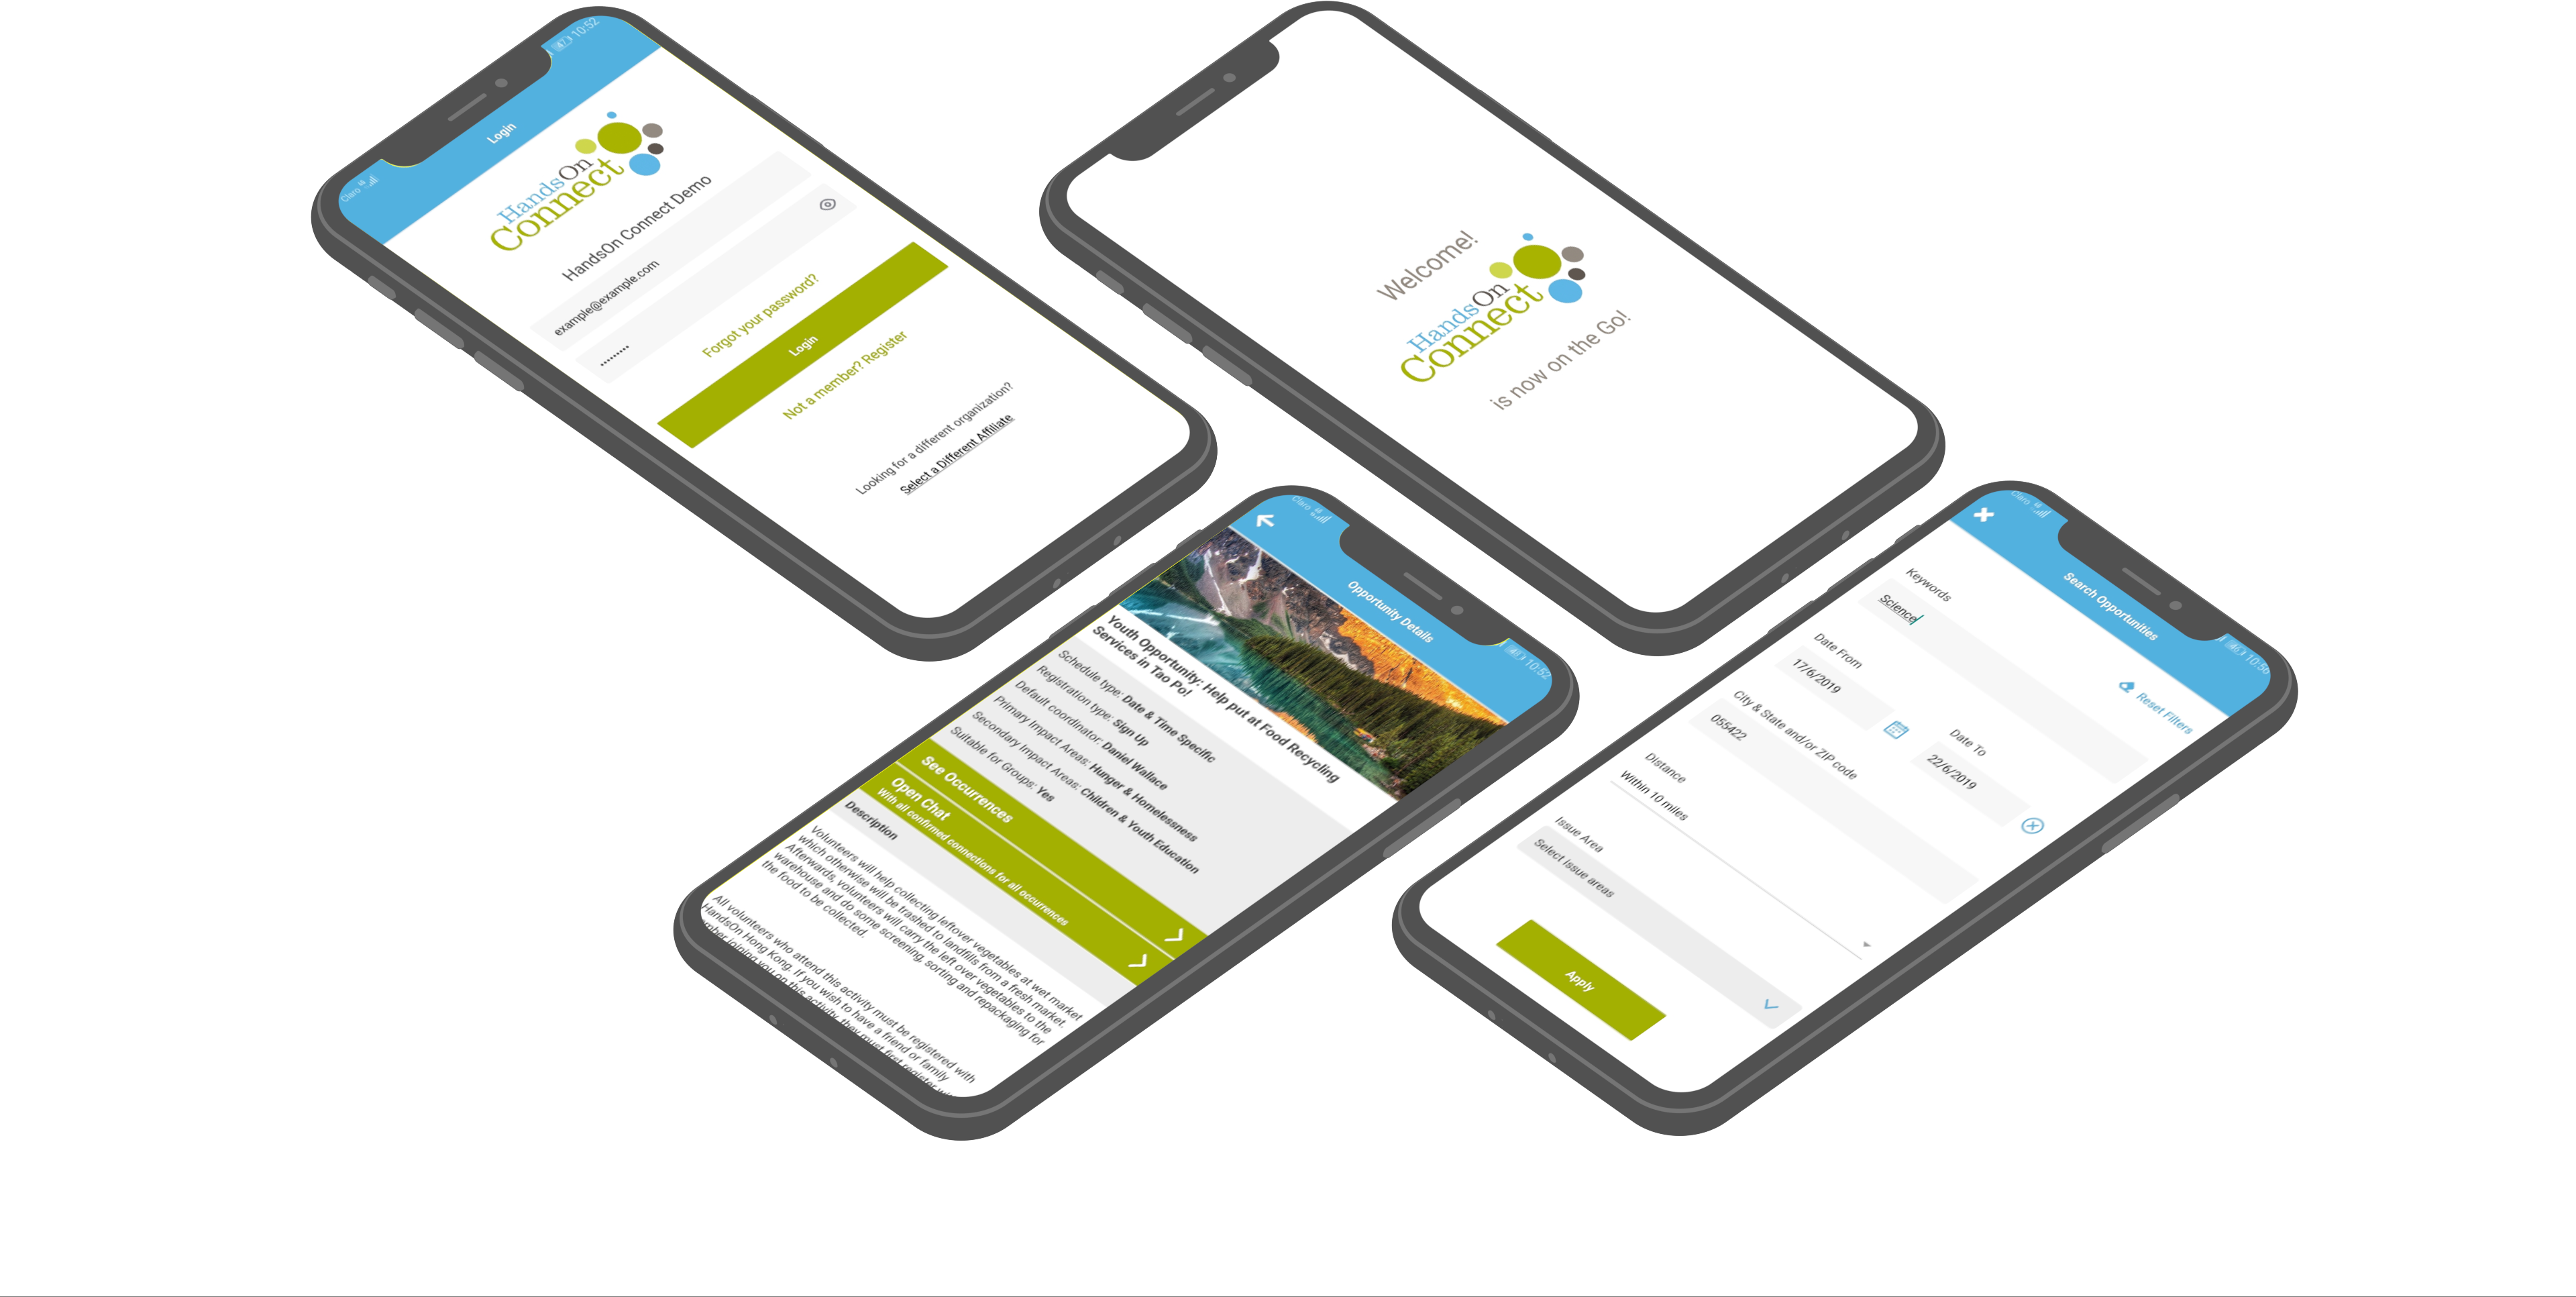 Claro
10:52
Login
HandsOn
Connect
HandsOn Connect Demo
example@example.com
Forgot your password?
Login
Not a member? Register
Looking for a different organization?
Select a Different Affiliate
Welcome!
HandsOn
Connect
is now on the Go!
Claro
10:52
Opportunity Details
Youth Opportunity: Help put at Food Recycling
Services in Tao Po!
Schedule type: Date & Time Specific
Registration type: Sign Up
Default coordinator: Daniel Wallace
Primary Impact Areas: Hunger & Homelessness
Secondary Impact Areas: Children & Youth Education
Suitable for Groups: Yes
See Occurrences
Open Chat
With all confirmed connections for all occurrences
Description
Volunteers will help collecting leftover vegetables at wet market
which otherwise will be trashed to landfills from a fresh market.
Afterwards, volunteers will carry the left over vegetables to the
warehouse and do some screening, sorting and repackaging for
the food to be collected.
All volunteers who attend this activity must be registered with
HandsOn Hong Kong. If you wish to have a friend or family
joining you on this activity, they must first register
Claro
10:56
Search Opportunities
Reset Filters
Keywords
Science
Date From
Date To
17/6/2019
22/6/2019
City & State and/or ZIP code
055422
Distance
Within 10 miles
Issue Area
Select Issue areas
Apply